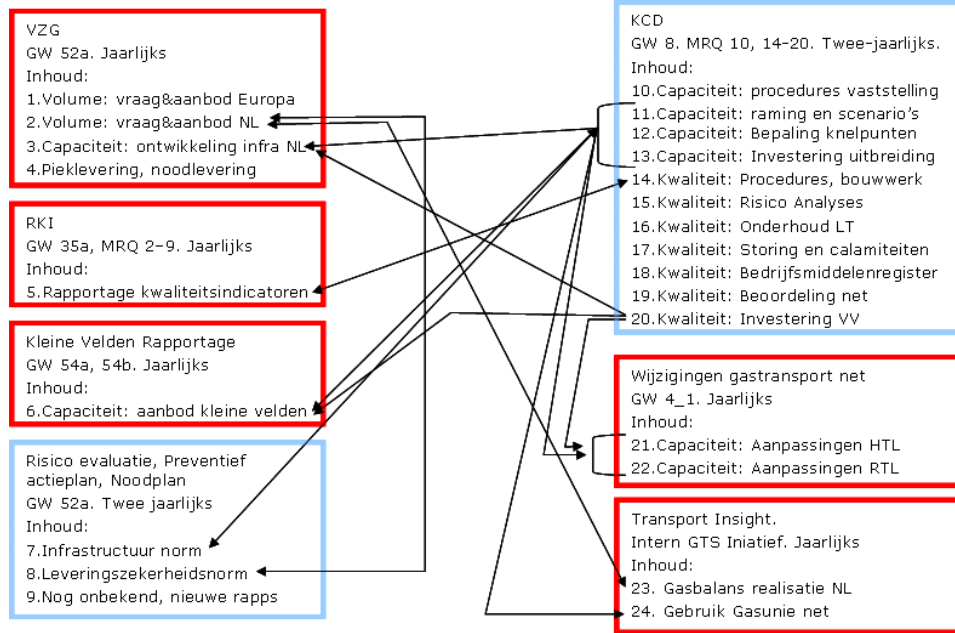 VZG
GW 52a. Jaarlijks
Inhoud:
1.Volume: vraag&aanbod Europa
2.Volume: vraag&aanbod NL
3.Capaciteit: ontwikkeling infra NL
4.Pieklevering, noodlevering
RKI
GW 35a, MRQ 2-9. Jaarlijks
Inhoud:
5.Rapportage kwaliteitsindicatoren
Kleine Velden Rapportage
GW 54a, 54b. Jaarlijks
Inhoud:
6.Capaciteit: aanbod kleine velden
Risico evaluatie, Preventief
actieplan, Noodplan
GW 52a. Twee jaarlijks
Inhoud:
7.Infrastructuur norm
8.Leveringszekerheidsnorm
9.Nog onbekend, nieuwe rapps
KCD
GW 8. MRQ 10, 14-20. Twee-jaarlijks.
Inhoud:
10.Capaciteit: procedures vaststelling
11.Capaciteit: raming en scenario's
12.Capaciteit: Bepaling knelpunten
13.Capaciteit: Investering uitbreiding
14.Kwaliteit: Procedures, bouwwerk
15.Kwaliteit: Risico Analyses
16.Kwaliteit: Onderhoud LT
17.Kwaliteit: Storing en calamiteiten
18.Kwaliteit: Bedrijfsmiddelenregister
19.Kwaliteit: Beoordeling net
20.Kwaliteit: Investering VV
Wijzigingen gastransport net
GW 4_1. Jaarlijks
Inhoud:
21.Capaciteit: Aanpassingen HTL
22.Capaciteit: Aanpassingen RTL
Transport Insight.
Intern GTS Iniatief. Jaarlijks
Inhoud:
23. Gasbalans realisatie NL
24. Gebruik Gasunie net